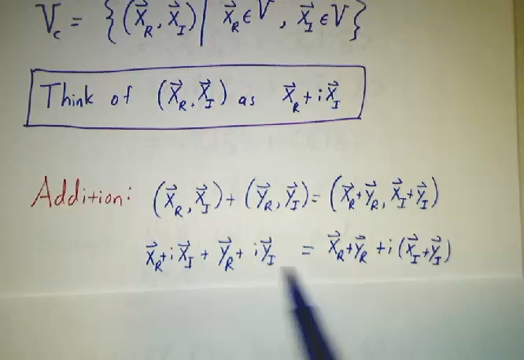 V⃗_c = {(x⃗_R, x⃗_I) | x⃗_R ∈ V, x⃗_I ∈ V}
Think of (x⃗_R, x⃗_I) as x⃗_R + i x⃗_I
Addition: (x⃗_R, x⃗_I) + (y⃗_R, y⃗_I) = (x⃗_R + y⃗_R, x⃗_I + y⃗_I)
x⃗_R + i x⃗_I + y⃗_R + i y⃗_I = x⃗_R + y⃗_R + i (x⃗_I + y⃗_I)